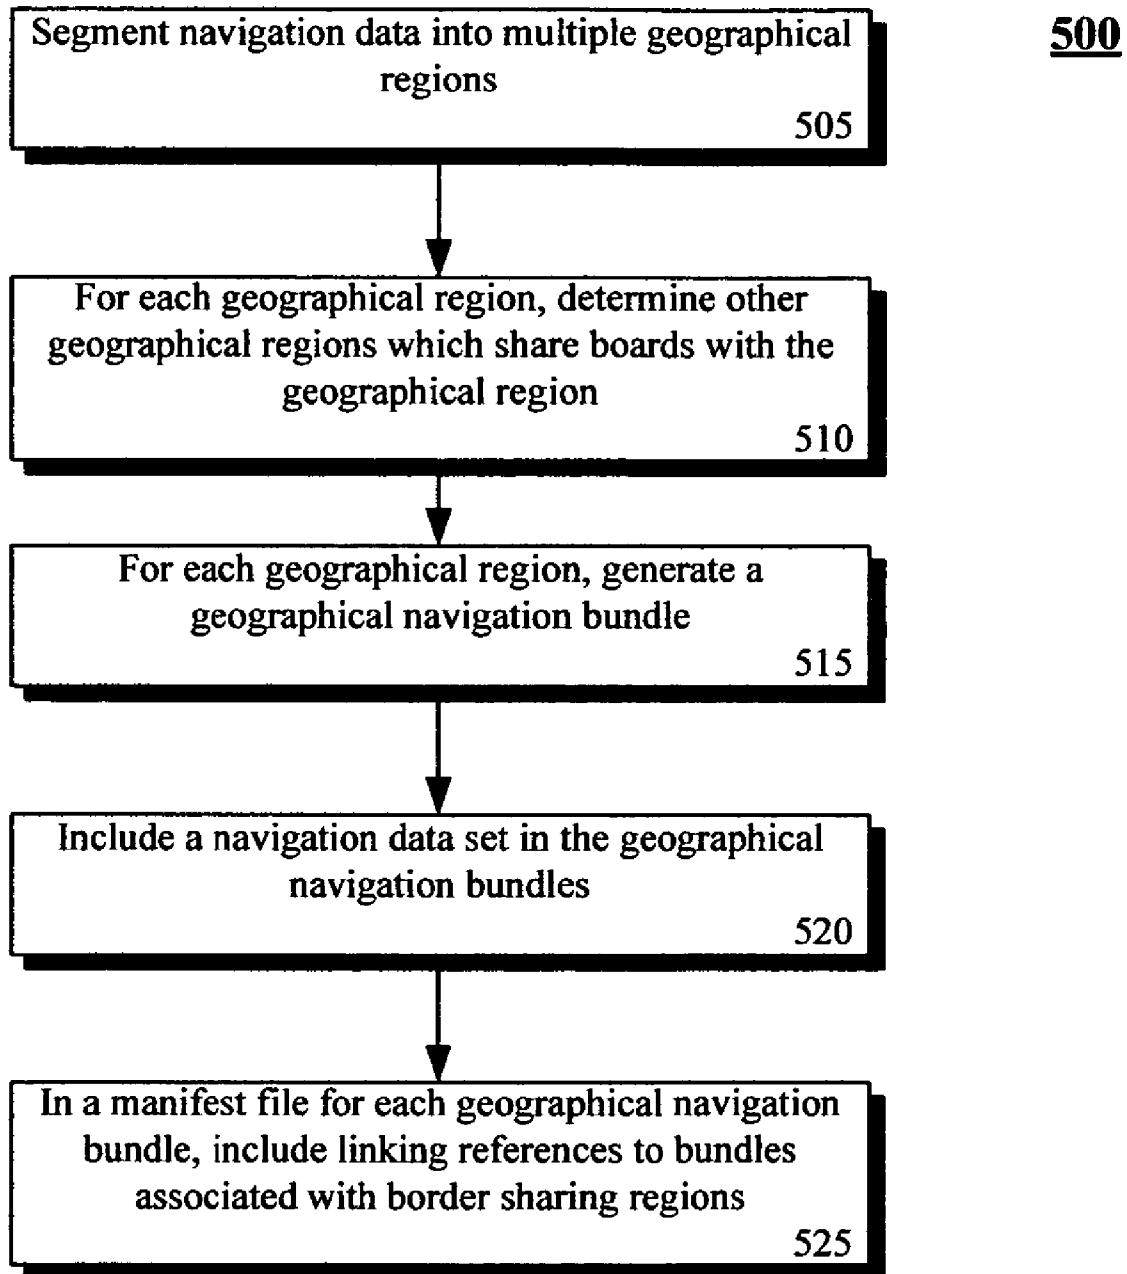 Segment navigation data into multiple geographical
regions
505
500
For each geographical region, determine other
geographical regions which share boards with the
geographical region
510
For each geographical region, generate a
geographical navigation bundle
515
Include a navigation data set in the geographical
navigation bundles
520
In a manifest file for each geographical navigation
bundle, include linking references to bundles
associated with border sharing regions
525